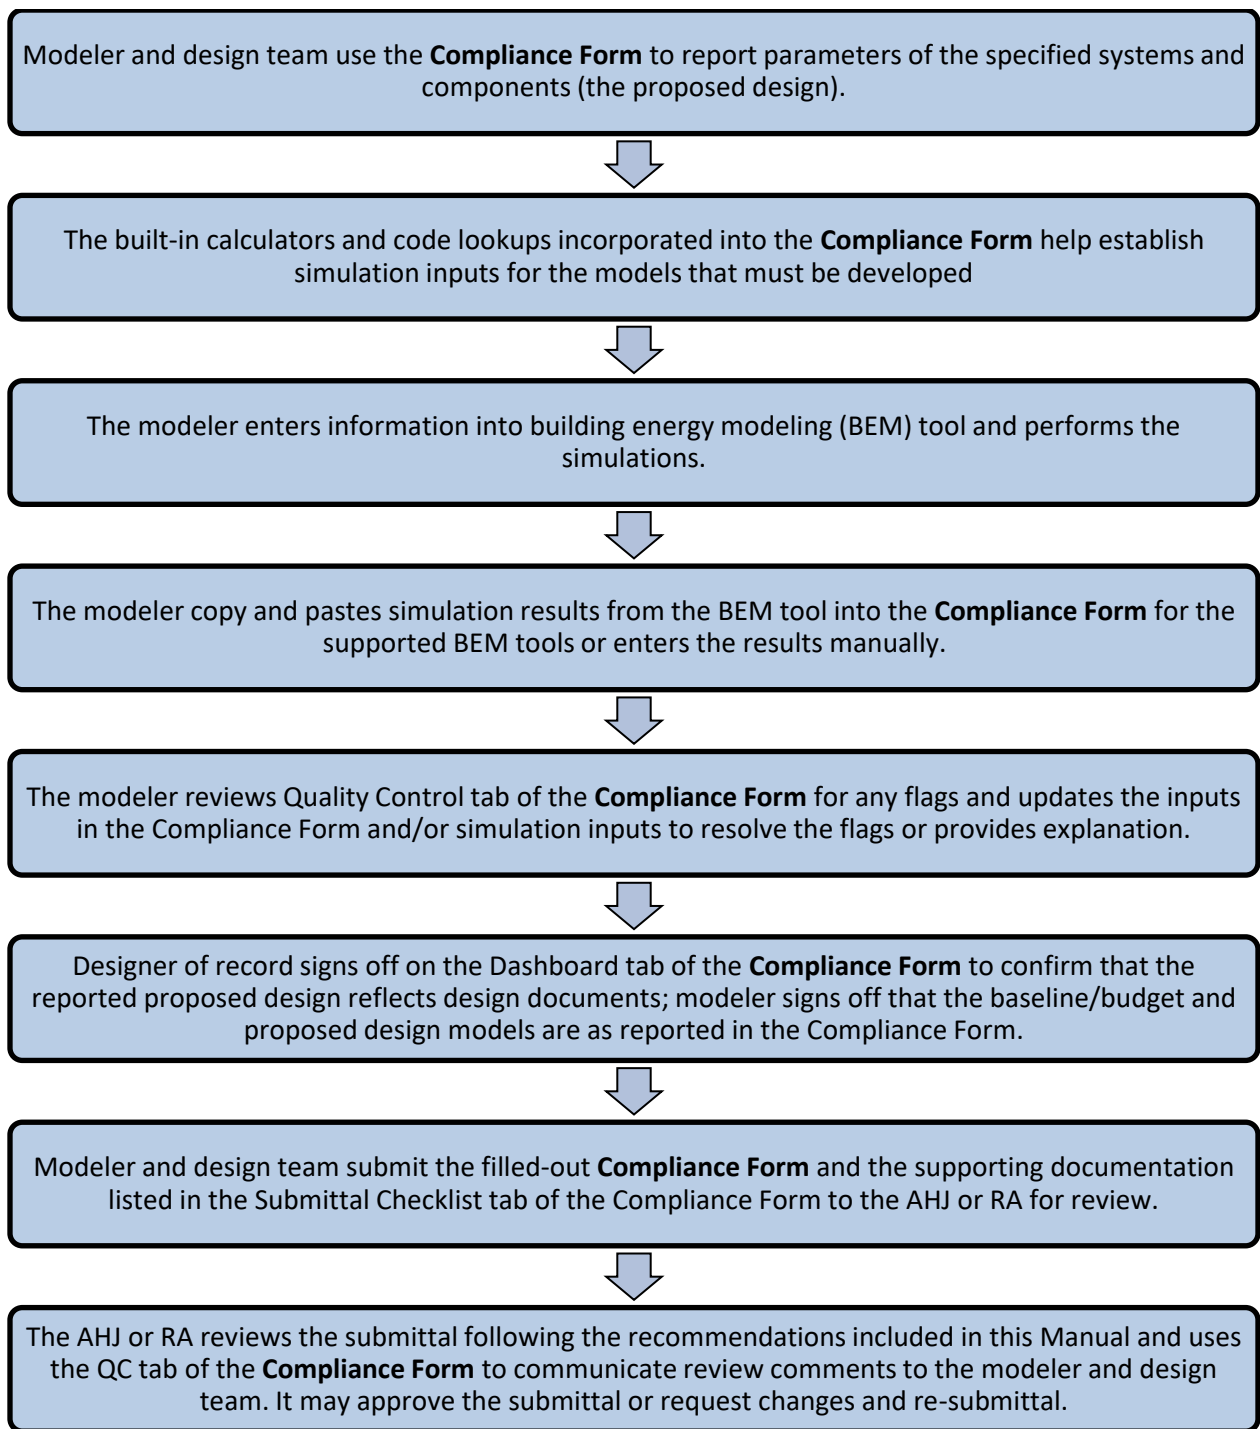 Modeler and design team use the Compliance Form to report parameters of the specified systems and
components (the proposed design).
The built-in calculators and code lookups incorporated into the Compliance Form help establish
simulation inputs for the models that must be developed
The modeler enters information into building energy modeling (BEM) tool and performs the
simulations.
The modeler copy and pastes simulation results from the BEM tool into the Compliance Form for the
supported BEM tools or enters the results manually.
The modeler reviews Quality Control tab of the Compliance Form for any flags and updates the inputs
in the Compliance Form and/or simulation inputs to resolve the flags or provides explanation.
Designer of record signs off on the Dashboard tab of the Compliance Form to confirm that the
reported proposed design reflects design documents; modeler signs off that the baseline/budget and
proposed design models are as reported in the Compliance Form.
Modeler and design team submit the filled-out Compliance Form and the supporting documentation
listed in the Submittal Checklist tab of the Compliance Form to the AHJ or RA for review.
The AHJ or RA reviews the submittal following the recommendations included in this Manual and uses
the QC tab of the Compliance Form to communicate review comments to the modeler and design
team. It may approve the submittal or request changes and re-submittal.